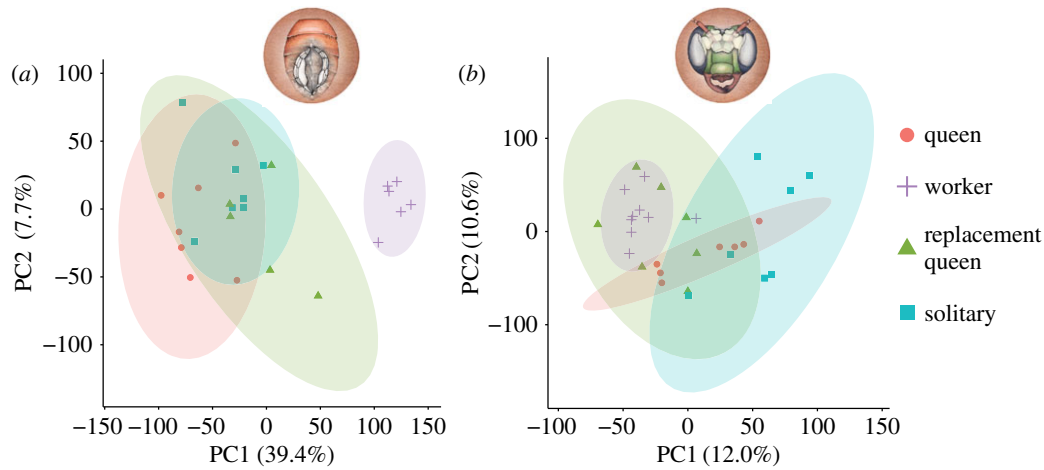 (a)
100
50
0
−50
−100
PC2 (7.7%)
−150
−100
−50
0
50
100
150
PC1 (39.4%)
(b)
100
0
−100
PC2 (10.6%)
−100
−50
0
50
100
150
PC1 (12.0%)
queen
worker
replacement
queen
solitary